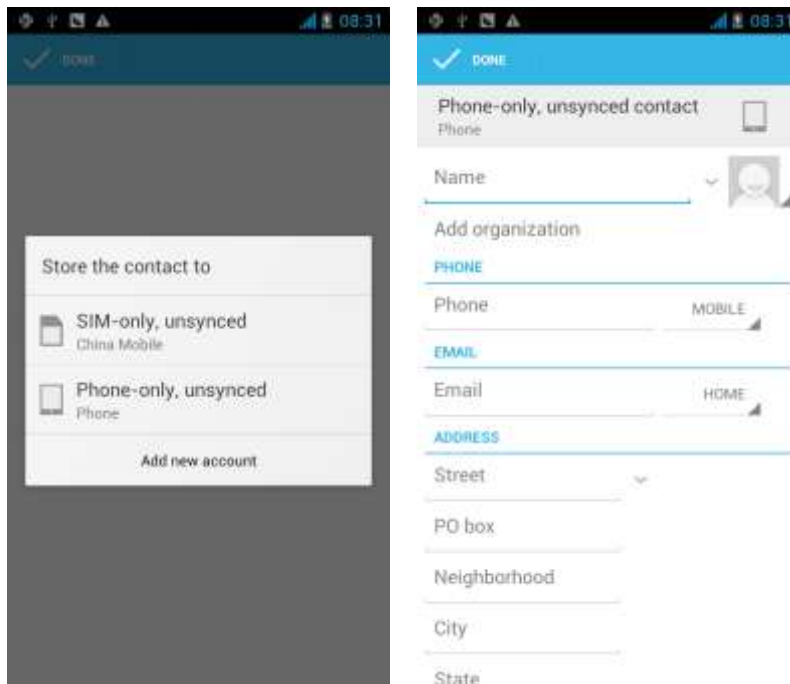 08:31
DONE
Store the contact to
SIM-only, unsynced
China Mobile
Phone-only, unsynced
Phone
Add new account
08:31
DONE
Phone-only, unsynced contact
Phone
Name
Add organization
PHONE
Phone
MOBILE
EMAIL
Email
HOME
ADDRESS
Street
PO box
Neighborhood
City
State